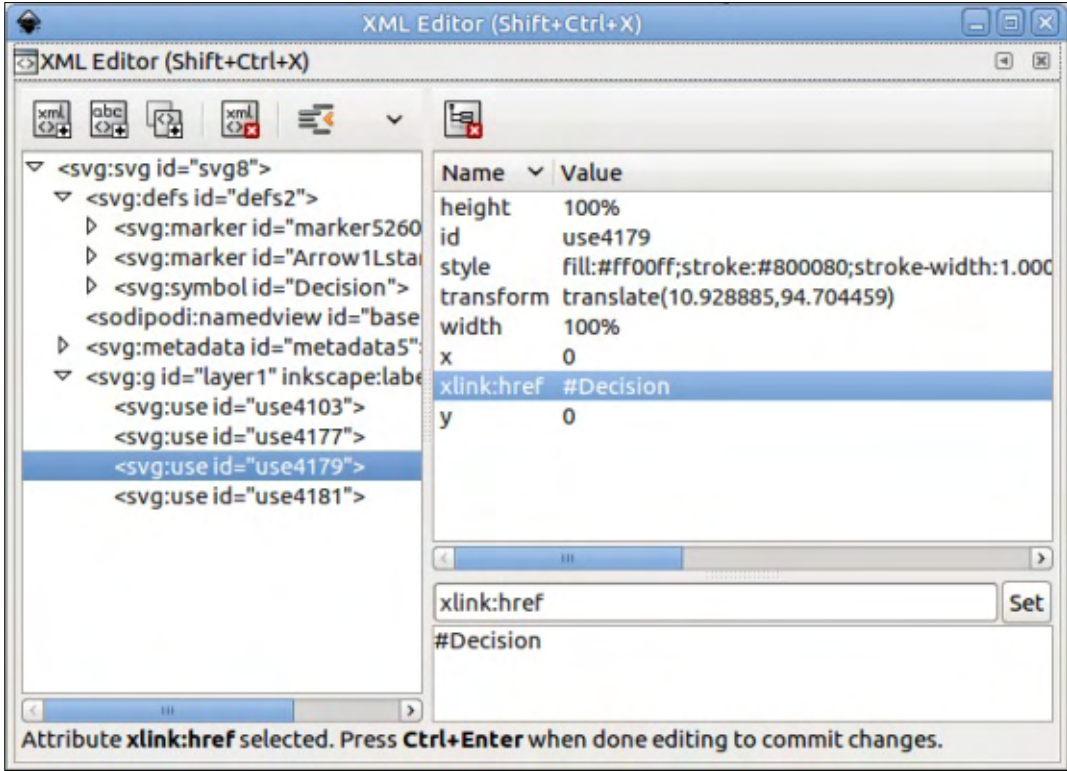 XML Editor (Shift+Ctrl+X)
XML Editor (Shift+Ctrl+X)
xml
abc
xml
<svg:svg id="svg8">
<svg:defs id="defs2">
<svg:marker id="marker5260
<svg:marker id="Arrow1Lstar
<svg:symbol id="Decision">
<sodipodi:namedview id="base
<svg:metadata id="metadata5":
<svg:g id="layer1" inkscape:labe
<svg:use id="use4103">
<svg:use id="use4177">
<svg:use id="use4179">
<svg:use id="use4181">
Name Value
height 100%
id use4179
style fill:#ff00ff;stroke:#800080;stroke-width:1.000
transform translate(10.928885,94.704459)
width 100%
x 0
xlink:href #Decision
y 0
xlink:href Set
#Decision
Attribute xlink:href selected. Press Ctrl+Enter when done editing to commit changes.